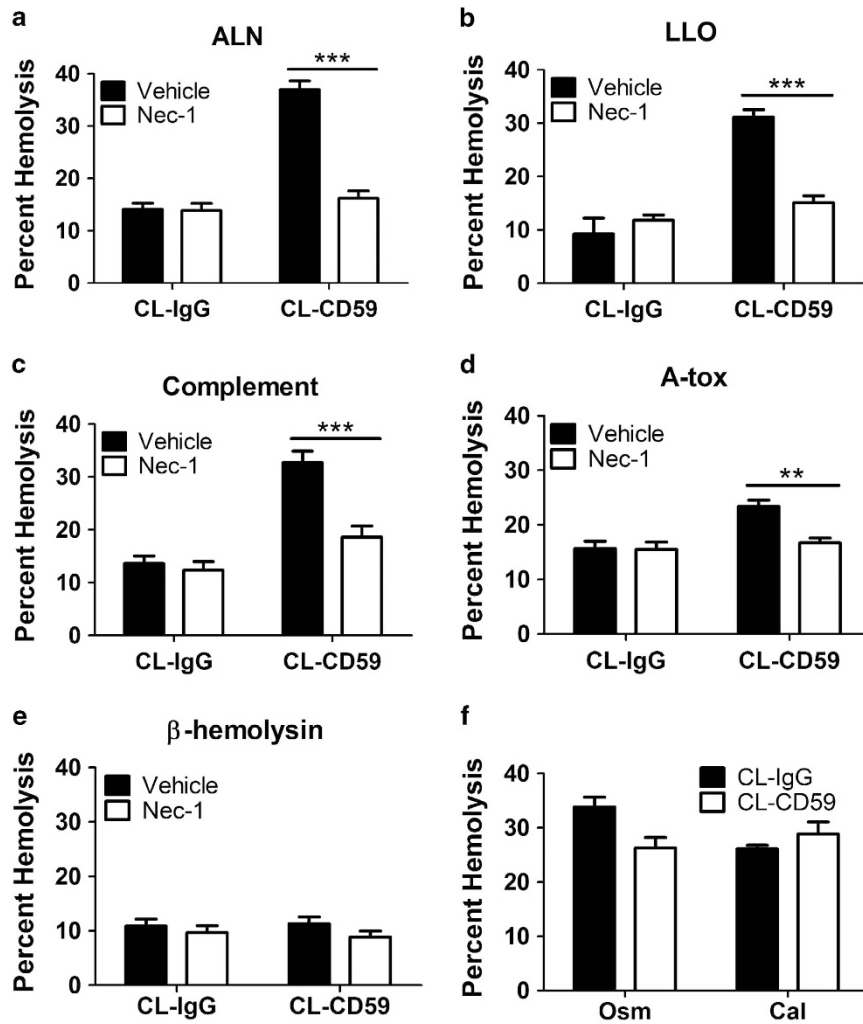 a
ALN
***
Vehicle
Nec-1
Percent Hemolysis
40
30
20
10
0
CL-IgG
CL-CD59
b
LLO
***
Vehicle
Nec-1
Percent Hemolysis
40
30
20
10
0
CL-IgG
CL-CD59
c
Complement
***
Vehicle
Nec-1
Percent Hemolysis
40
30
20
10
0
CL-IgG
CL-CD59
d
A-tox
**
Vehicle
Nec-1
Percent Hemolysis
40
30
20
10
0
CL-IgG
CL-CD59
e
β-hemolysin
Vehicle
Nec-1
Percent Hemolysis
40
30
20
10
0
CL-IgG
CL-CD59
f
CL-IgG
CL-CD59
Percent Hemolysis
40
30
20
10
0
Osm
Cal